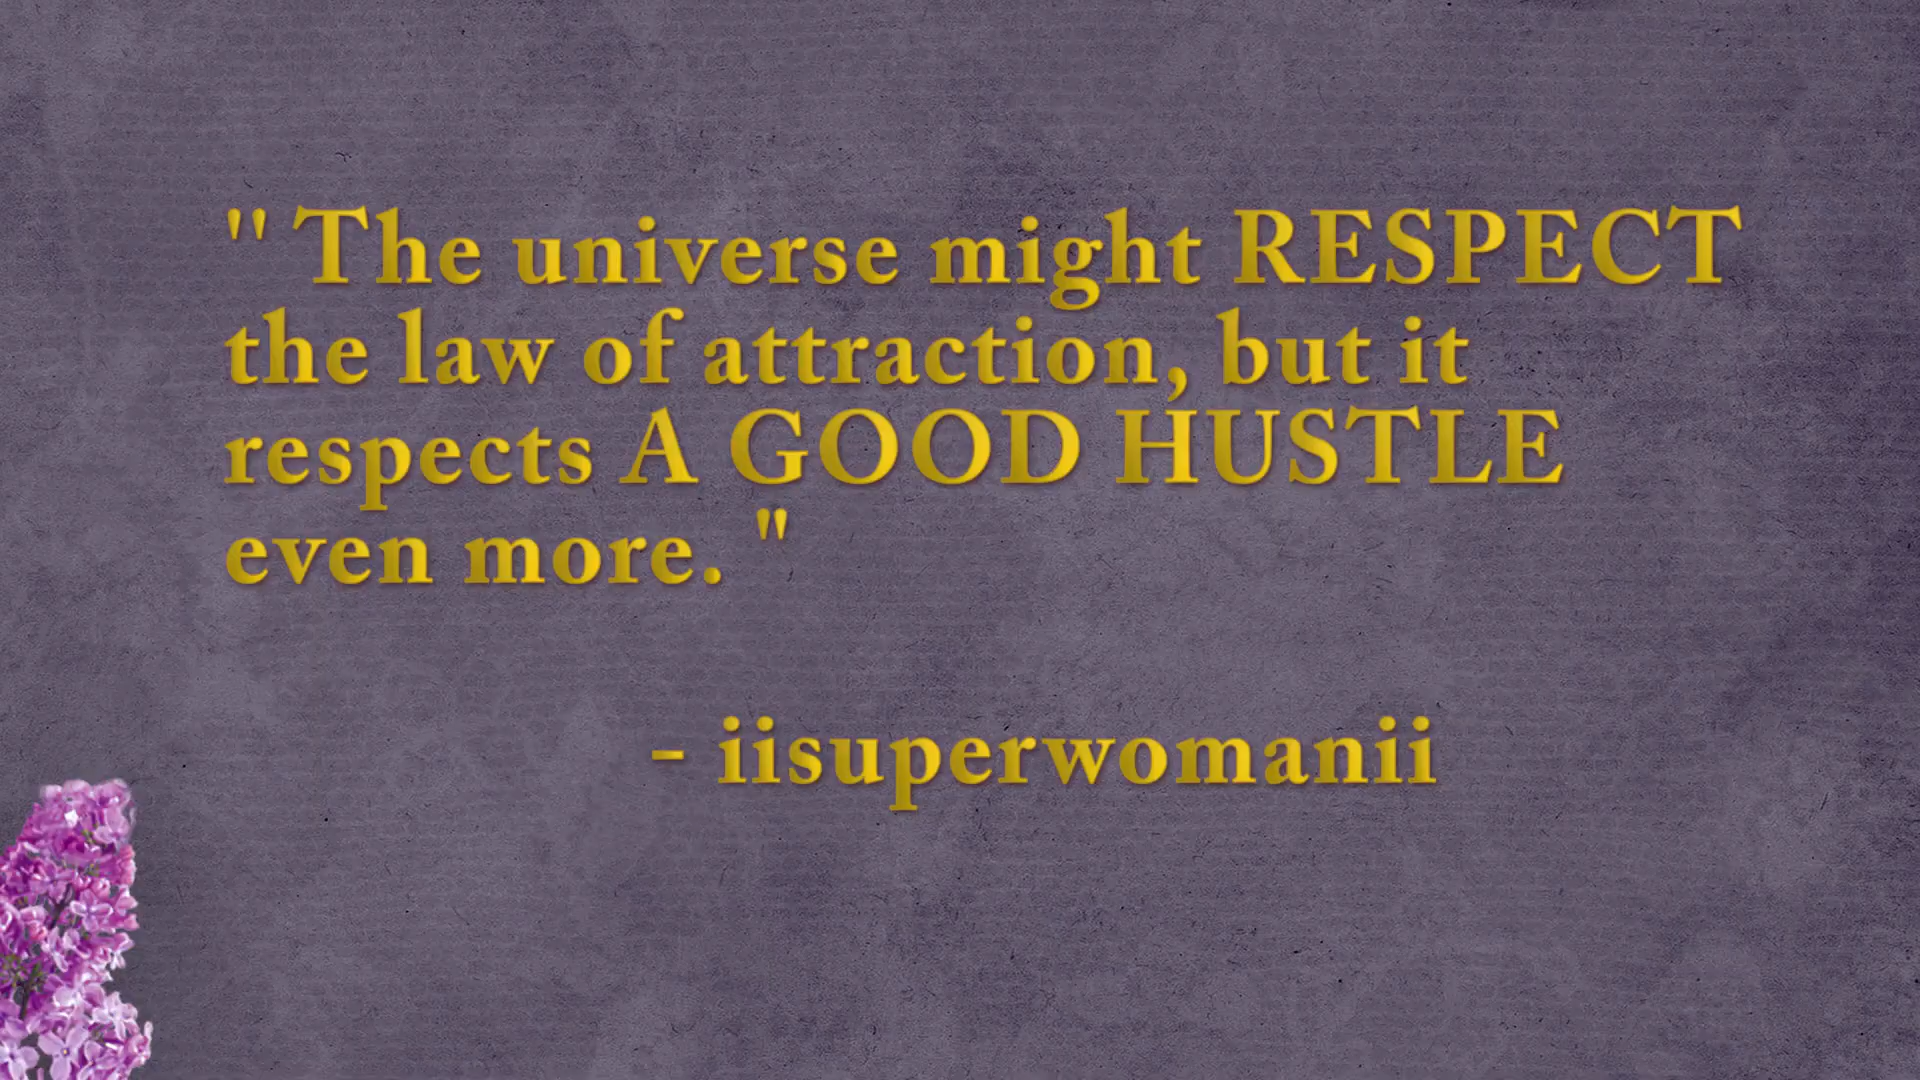 " The universe might RESPECT
the law of attraction, but it
respects A GOOD HUSTLE
even more. "
- iisuperwomanii